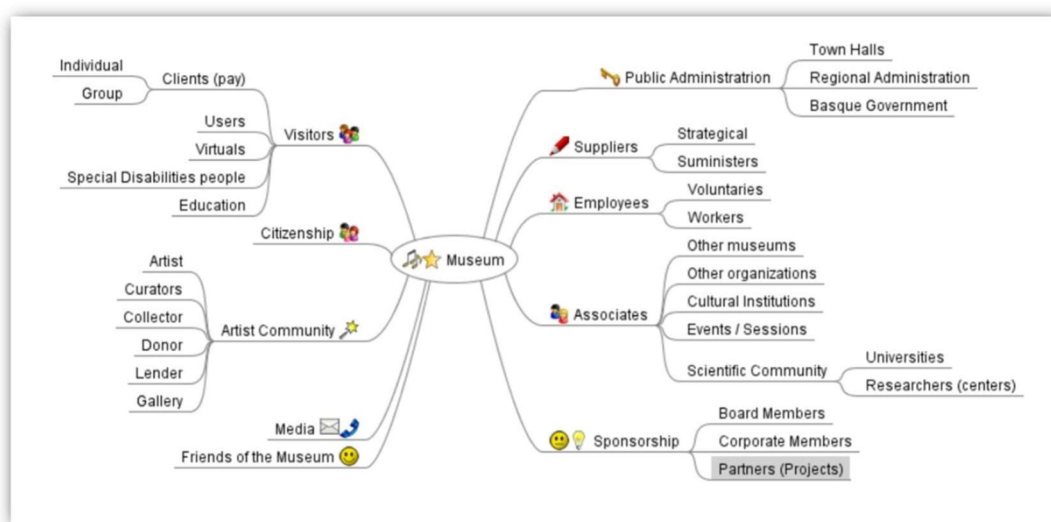 Individual
Group
Clients (pay)
Users
Virtuals
Special Disabilities people
Education
Visitors
Citizenship
Artist
Curators
Collector
Donor
Lender
Gallery
Artist Community
Media
Friends of the Museum
Museum
Public Administratrion
Town Halls
Regional Administration
Basque Government
Suppliers
Strategical
Suministers
Employees
Voluntaries
Workers
Associates
Other museums
Other organizations
Cultural Institutions
Events / Sessions
Scientific Community
Universities
Researchers (centers)
Sponsorship
Board Members
Corporate Members
Partners (Projects)